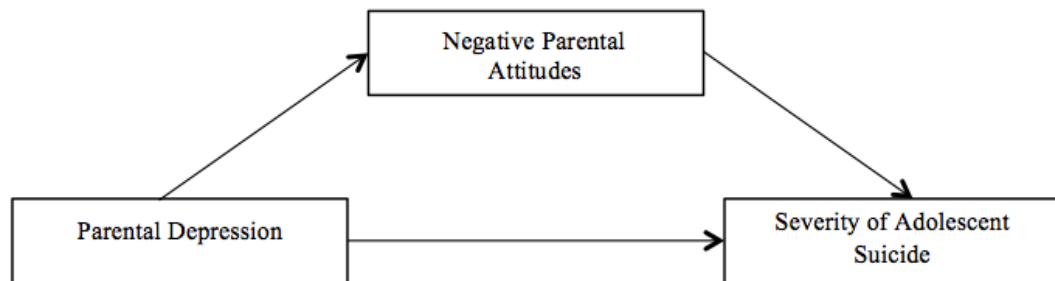 Negative Parental
Attitudes
Parental Depression
Severity of Adolescent
Suicide